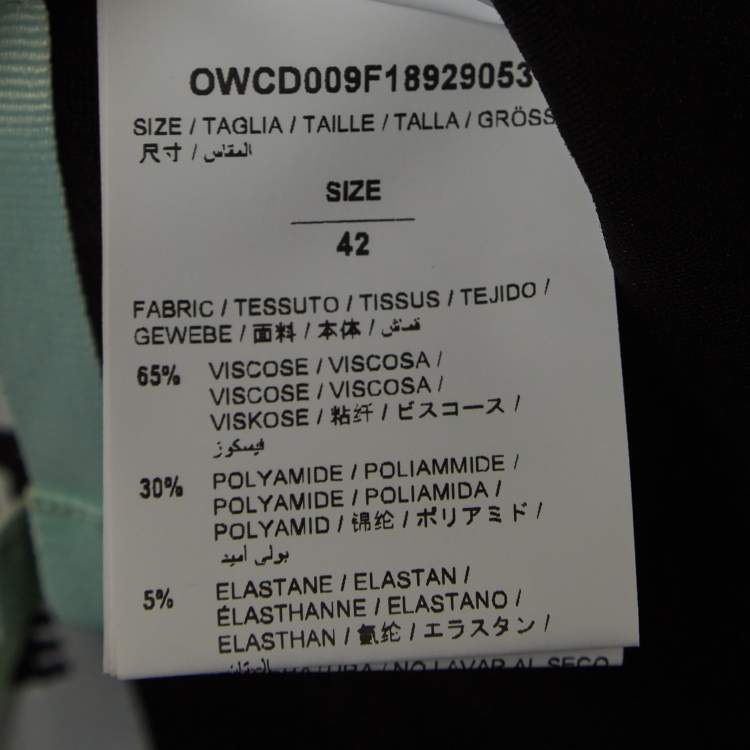 OWCD009F18929053
SIZE / TAGLIA / TAILLE / TALLA / GRÖSS
尺寸 / المقاس
SIZE
42
FABRIC / TESSUTO / TISSUS / TEJIDO /
GEWEBE / 面料 / 本体 / قماش
65% VISCOSE / VISCOSA /
VISCOSE / VISCOSA /
VISKOSE / 粘纤 / ビスコース /
فيسكوز
30% POLYAMIDE / POLIAMMIDE /
POLYAMIDE / POLIAMIDA /
POLYAMID / 锦纶 / ポリアミド /
بولي أميد
5% ELASTANE / ELASTAN /
ÉLASTHANNE / ELASTANO /
ELASTHAN / 氨纶 / エラスタン /
NO LAVAR AL SECO